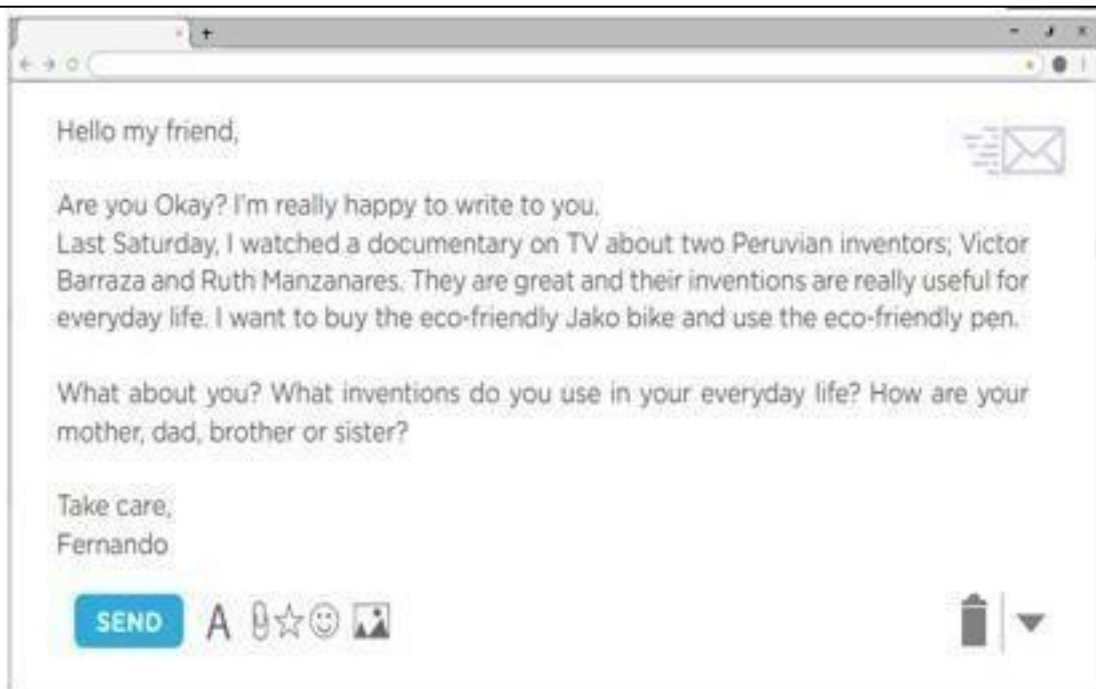 Hello my friend,
Are you Okay? I'm really happy to write to you.
Last Saturday, I watched a documentary on TV about two Peruvian inventors; Victor
Barraza and Ruth Manzanares. They are great and their inventions are really useful for
everyday life. I want to buy the eco-friendly Jako bike and use the eco-friendly pen.
What about you? What inventions do you use in your everyday life? How are your
mother, dad, brother or sister?
Take care,
Fernando
SEND A